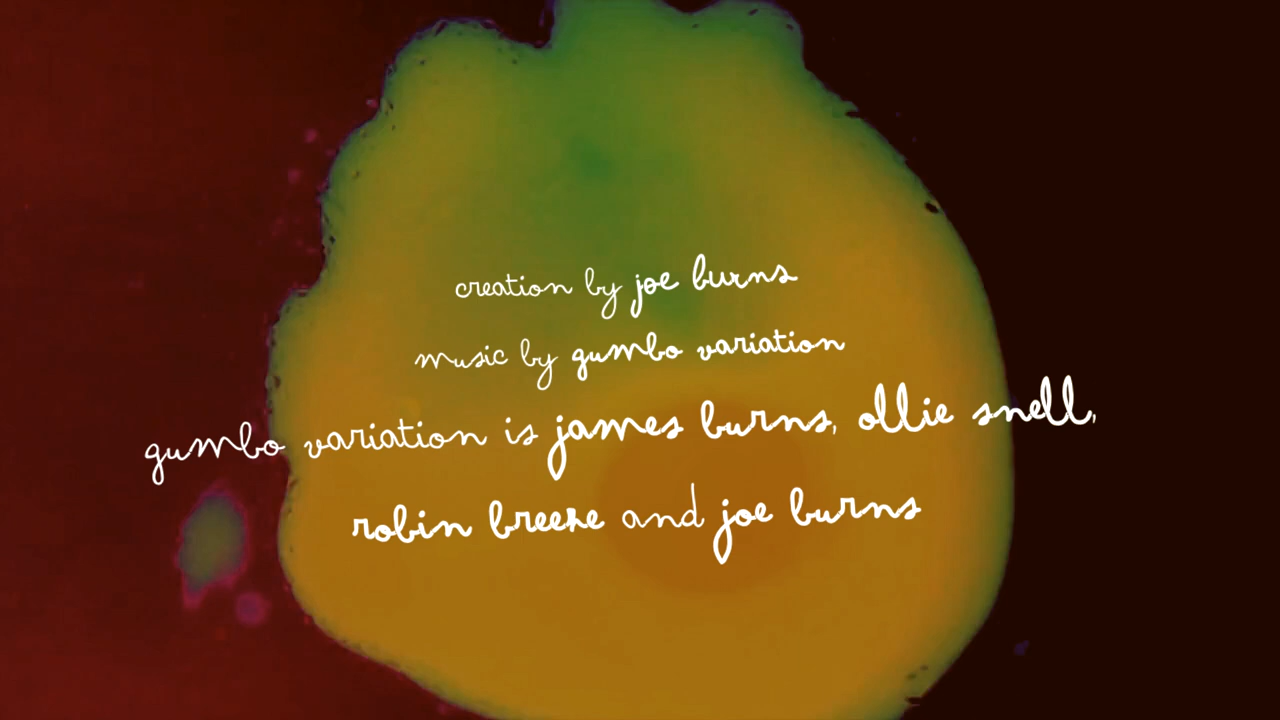 creation by joe burns
music by gumbo variation
gumbo variation is james burns, ollie snell,
robin breeze and joe burns